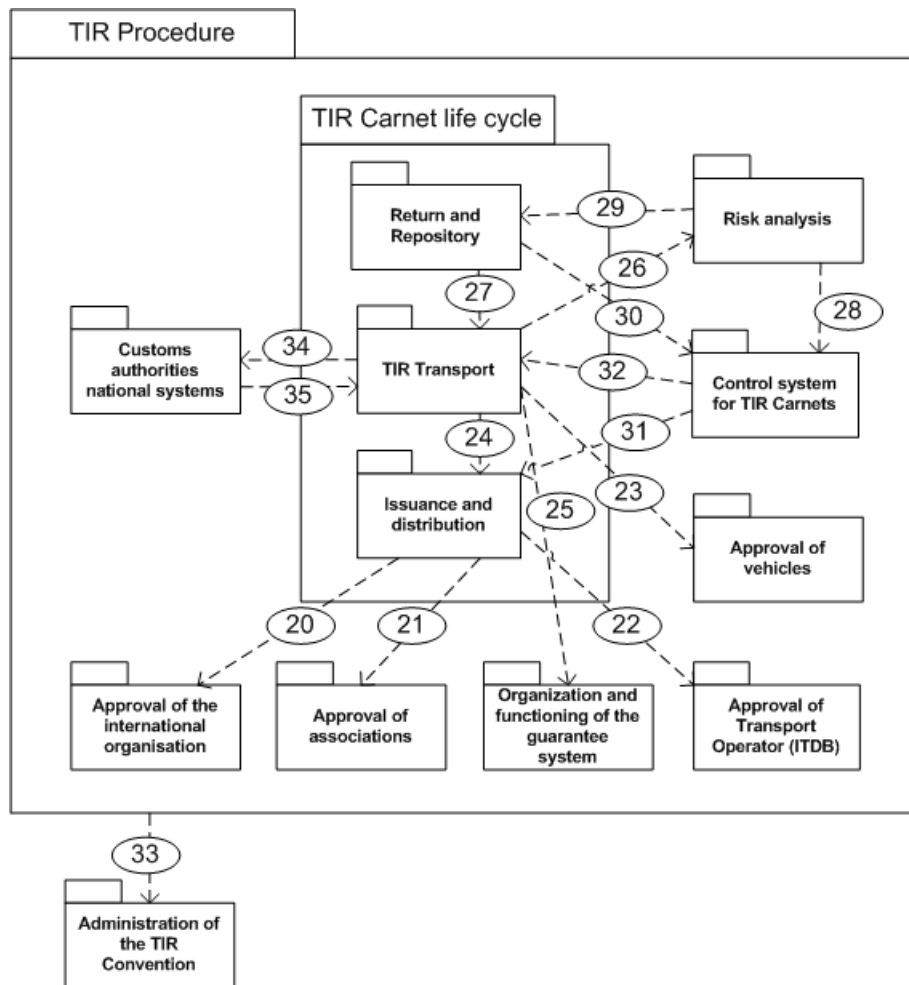 TIR Procedure
TIR Carnet life cycle
Return and
Repository
29
Risk analysis
26
27
30
28
Customs
authorities
national systems
34
35
TIR Transport
32
Control system
for TIR Carnets
24
31
23
Issuance and
distribution
25
Approval of
vehicles
20
21
22
Approval of the
international
organisation
Approval of
associations
Organization and
functioning of the
guarantee
system
Approval of
Transport
Operator (ITDB)
33
Administration of
the TIR
Convention